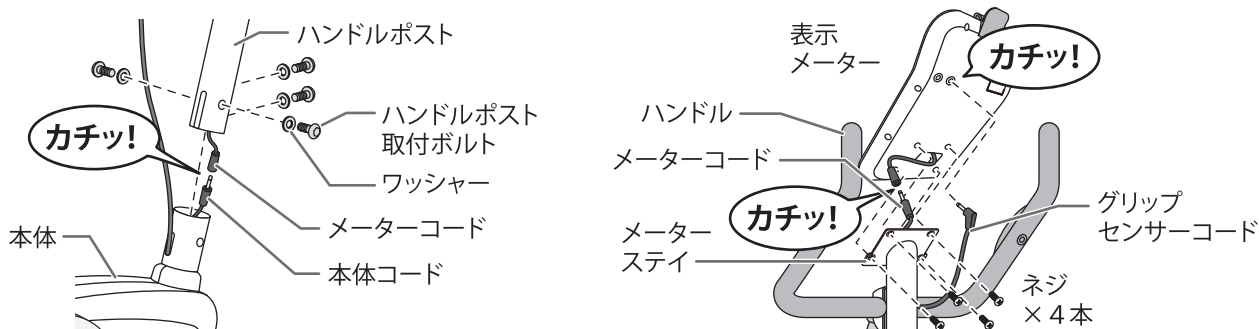 ハンドルポスト
カチッ!
ハンドルポスト
取付ボルト
ワッシャー
メーターコード
本体
本体コード
表示
メーター
カチッ!
ハンドル
メーターコード
カチッ!
グリップ
センサーコード
メーター
ステイ
ネジ
×4本